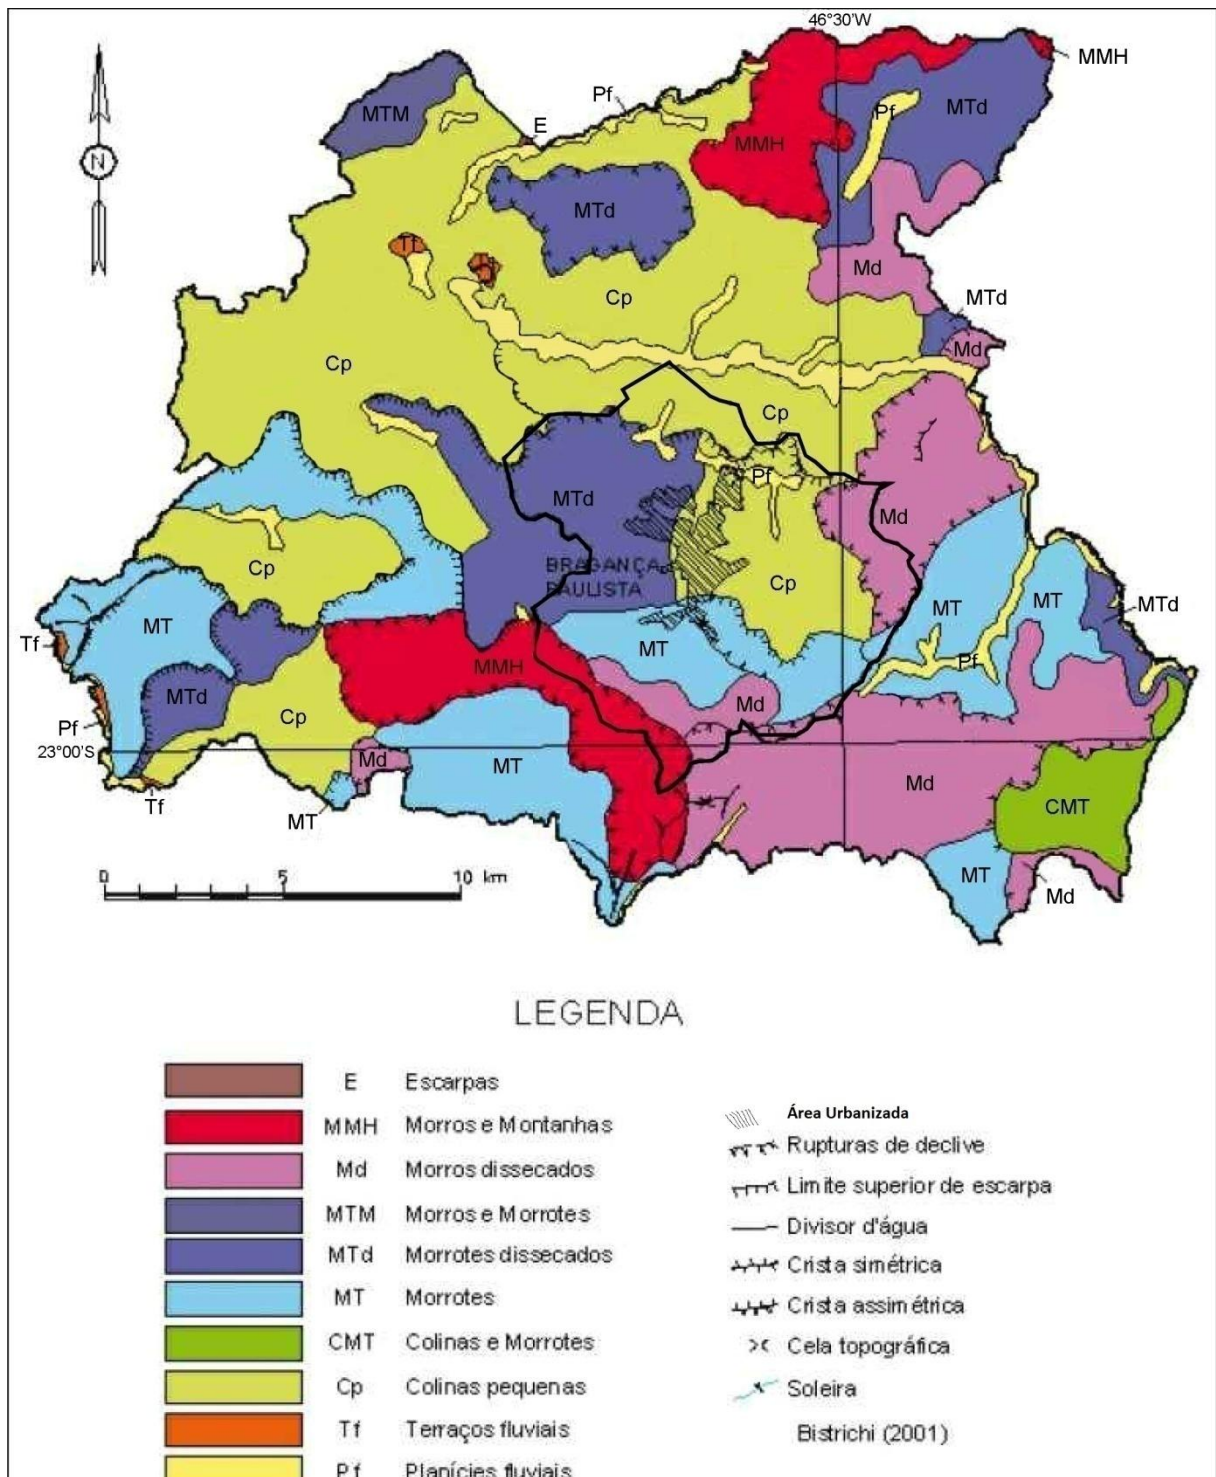 46°30'W
MMH
MTM
Pf
E
MTd
Pf
MMH
MTd
Tf
Md
Cp
MTd
Md
Cp
Cp
Pf
MTd
Md
BRAGANÇA
PAULISTA
Cp
Cp
MT
MT
MTd
MT
Tf
MT
Pf
MMH
MTd
Md
Cp
Pf
23°00'S
MT
Md
Md
CMT
Tf
MT
MT
Md
N
0 5 10 km
LEGENDA
E Escarpas
MMH Morros e Montanhas
Md Morros dissecados
MTM Morros e Morrotes
MTd Morrotes dissecados
MT Morrotes
CMT Colinas e Morrotes
Cp Colinas pequenas
Tf Terraços fluviais
Pf Planícies fluviais
Área Urbanizada
Rupturas de declive
Limite superior de escarpa
Divisor d'água
Crista simétrica
Crista assimétrica
Cela topográfica
Soleira
Bistrichi (2001)